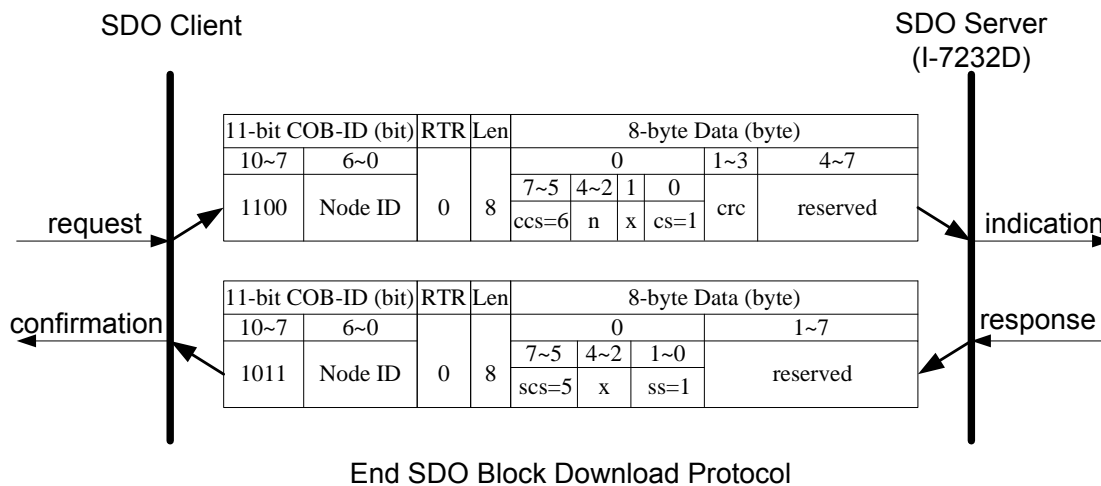 SDO Client
SDO Server
(I-7232D)
11-bit COB-ID (bit) RTR Len 8-byte Data (byte)
10~7 6~0 0 1~3 4~7
7~5 4~2 1 0
1100 Node ID 0 8 crc reserved
ccs=6 n x cs=1
request
indication
11-bit COB-ID (bit) RTR Len 8-byte Data (byte)
10~7 6~0 0 1~7
7~5 4~2 1~0
1011 Node ID 0 8 reserved
scs=5 x ss=1
confirmation
response
End SDO Block Download Protocol